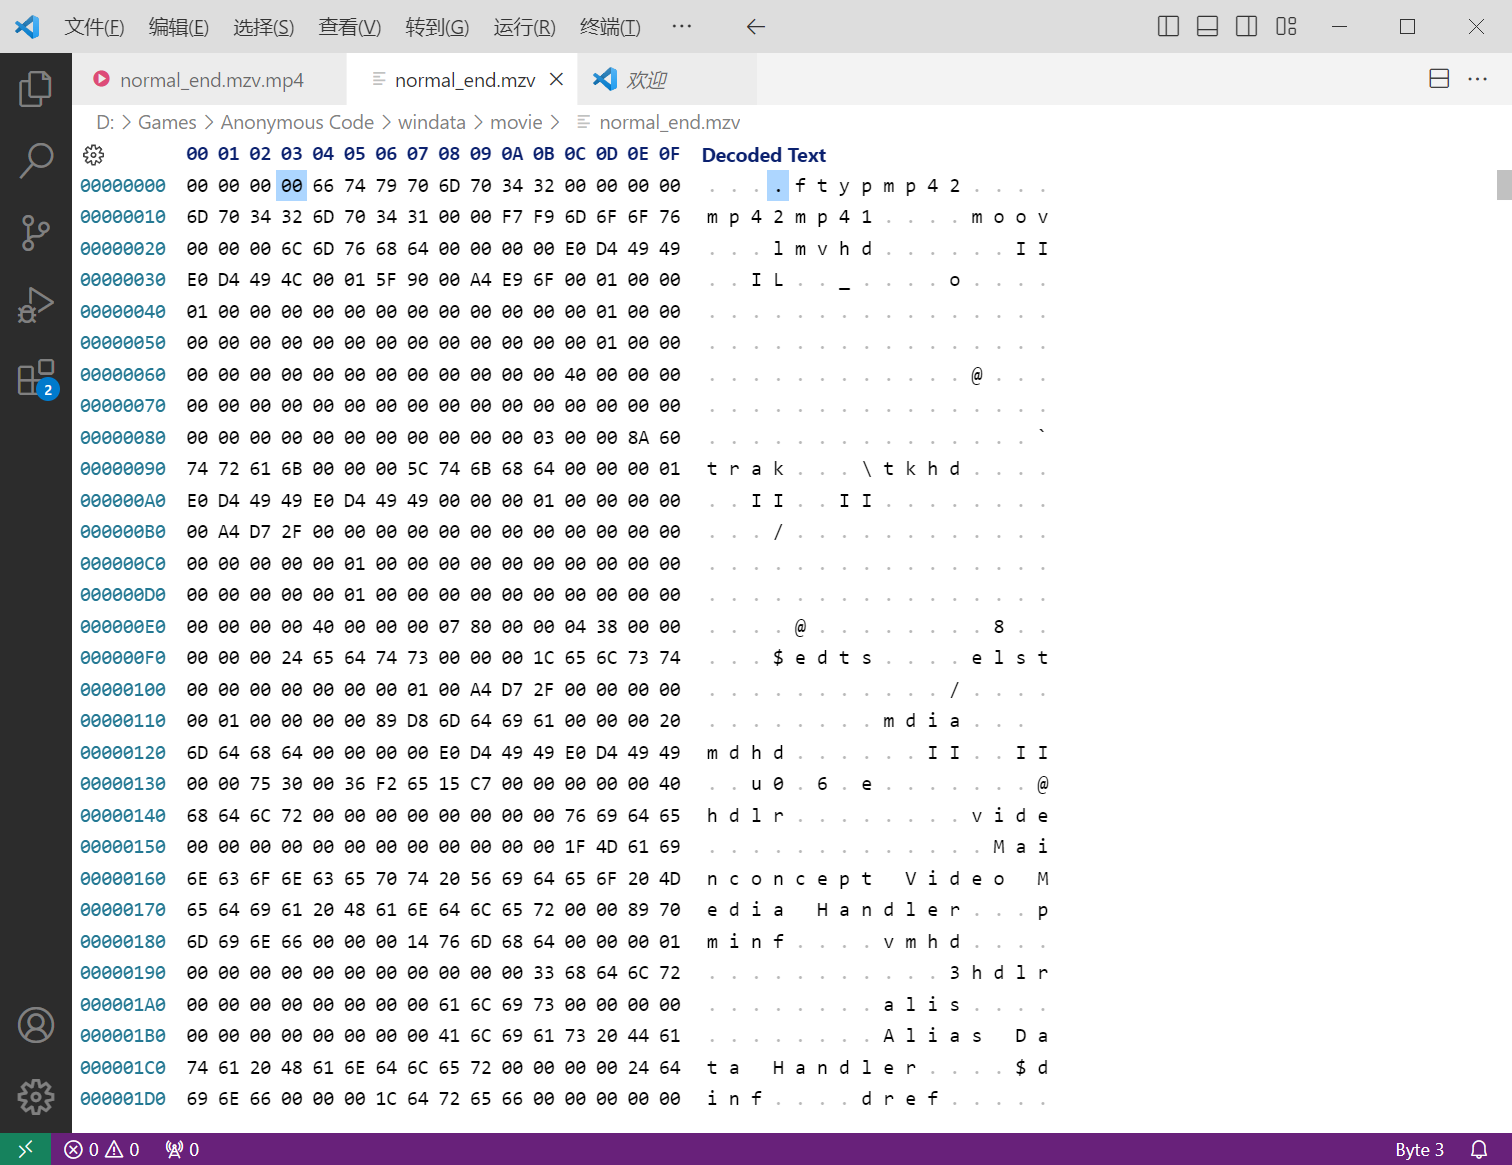 文件(F) 编辑(E) 选择(S) 查看(V) 转到(G) 运行(R) 终端(T) ···
normal_end.mzv.mp4 normal_end.mzv 欢迎
D: > Games > Anonymous Code > windata > movie > normal_end.mzv
00 01 02 03 04 05 06 07 08 09 0A 0B 0C 0D 0E 0F Decoded Text
00000000 00 00 00 00 66 74 79 70 6D 70 34 32 00 00 00 00 . . . . f t y p m p 4 2 . . . .
00000010 6D 70 34 32 6D 70 34 31 00 00 F7 F9 6D 6F 6F 76 m p 4 2 m p 4 1 . . . . m o o v
00000020 00 00 00 6C 6D 76 68 64 00 00 00 00 E0 D4 49 49 . . . l m v h d . . . . . . I I
00000030 E0 D4 49 4C 00 01 5F 90 00 A4 E9 6F 00 01 00 00 . . I L . . _ . . . . o . . . .
00000040 01 00 00 00 00 00 00 00 00 00 00 00 00 01 00 00 . . . . . . . . . . . . . . . .
00000050 00 00 00 00 00 00 00 00 00 00 00 00 00 01 00 00 . . . . . . . . . . . . . . . .
00000060 00 00 00 00 00 00 00 00 00 00 00 00 40 00 00 00 . . . . . . . . . . . . @ . . .
00000070 00 00 00 00 00 00 00 00 00 00 00 00 00 00 00 00 . . . . . . . . . . . . . . . .
00000080 00 00 00 00 00 00 00 00 00 00 00 03 00 00 8A 60 . . . . . . . . . . . . . . . `
00000090 74 72 61 6B 00 00 00 5C 74 6B 68 64 00 00 00 01 t r a k . . . \ t k h d . . . .
000000A0 E0 D4 49 49 E0 D4 49 49 00 00 00 01 00 00 00 00 . . I I . . I I . . . . . . . .
000000B0 00 A4 D7 2F 00 00 00 00 00 00 00 00 00 00 00 00 . . . / . . . . . . . . . . . .
000000C0 00 00 00 00 00 01 00 00 00 00 00 00 00 00 00 00 . . . . . . . . . . . . . . . .
000000D0 00 00 00 00 00 01 00 00 00 00 00 00 00 00 00 00 . . . . . . . . . . . . . . . .
000000E0 00 00 00 00 40 00 00 00 07 80 00 00 04 38 00 00 . . . . @ . . . . . . . . 8 . .
000000F0 00 00 00 24 65 64 74 73 00 00 00 1C 65 6C 73 74 . . . $ e d t s . . . . e l s t
00000100 00 00 00 00 00 00 00 01 00 A4 D7 2F 00 00 00 00 . . . . . . . . . . . / . . . .
00000110 00 01 00 00 00 00 89 D8 6D 64 69 61 00 00 00 20 . . . . . . . . m d i a . . .
00000120 6D 64 68 64 00 00 00 00 E0 D4 49 49 E0 D4 49 49 m d h d . . . . . . I I . . I I
00000130 00 00 75 30 00 36 F2 65 15 C7 00 00 00 00 00 40 . . u 0 . 6 . e . . . . . . . @
00000140 68 64 6C 72 00 00 00 00 00 00 00 00 76 69 64 65 h d l r . . . . . . . . v i d e
00000150 00 00 00 00 00 00 00 00 00 00 00 00 1F 4D 61 69 . . . . . . . . . . . . . M a i
00000160 6E 63 6F 6E 63 65 70 74 20 56 69 64 65 6F 20 4D n c o n c e p t V i d e o M
00000170 65 64 69 61 20 48 61 6E 64 6C 65 72 00 00 89 70 e d i a H a n d l e r . . . p
00000180 6D 69 6E 66 00 00 00 14 76 6D 68 64 00 00 00 01 m i n f . . . . v m h d . . . .
00000190 00 00 00 00 00 00 00 00 00 00 00 33 68 64 6C 72 . . . . . . . . . . . 3 h d l r
000001A0 00 00 00 00 00 00 00 00 61 6C 69 73 00 00 00 00 . . . . . . . . a l i s . . . .
000001B0 00 00 00 00 00 00 00 00 41 6C 69 61 73 20 44 61 . . . . . . . . A l i a s D a
000001C0 74 61 20 48 61 6E 64 6C 65 72 00 00 00 00 24 64 t a H a n d l e r . . . . $ d
000001D0 69 6E 66 00 00 00 1C 64 72 65 66 00 00 00 00 00 i n f . . . . d r e f . . . . .
2
0 0 0 Byte 3